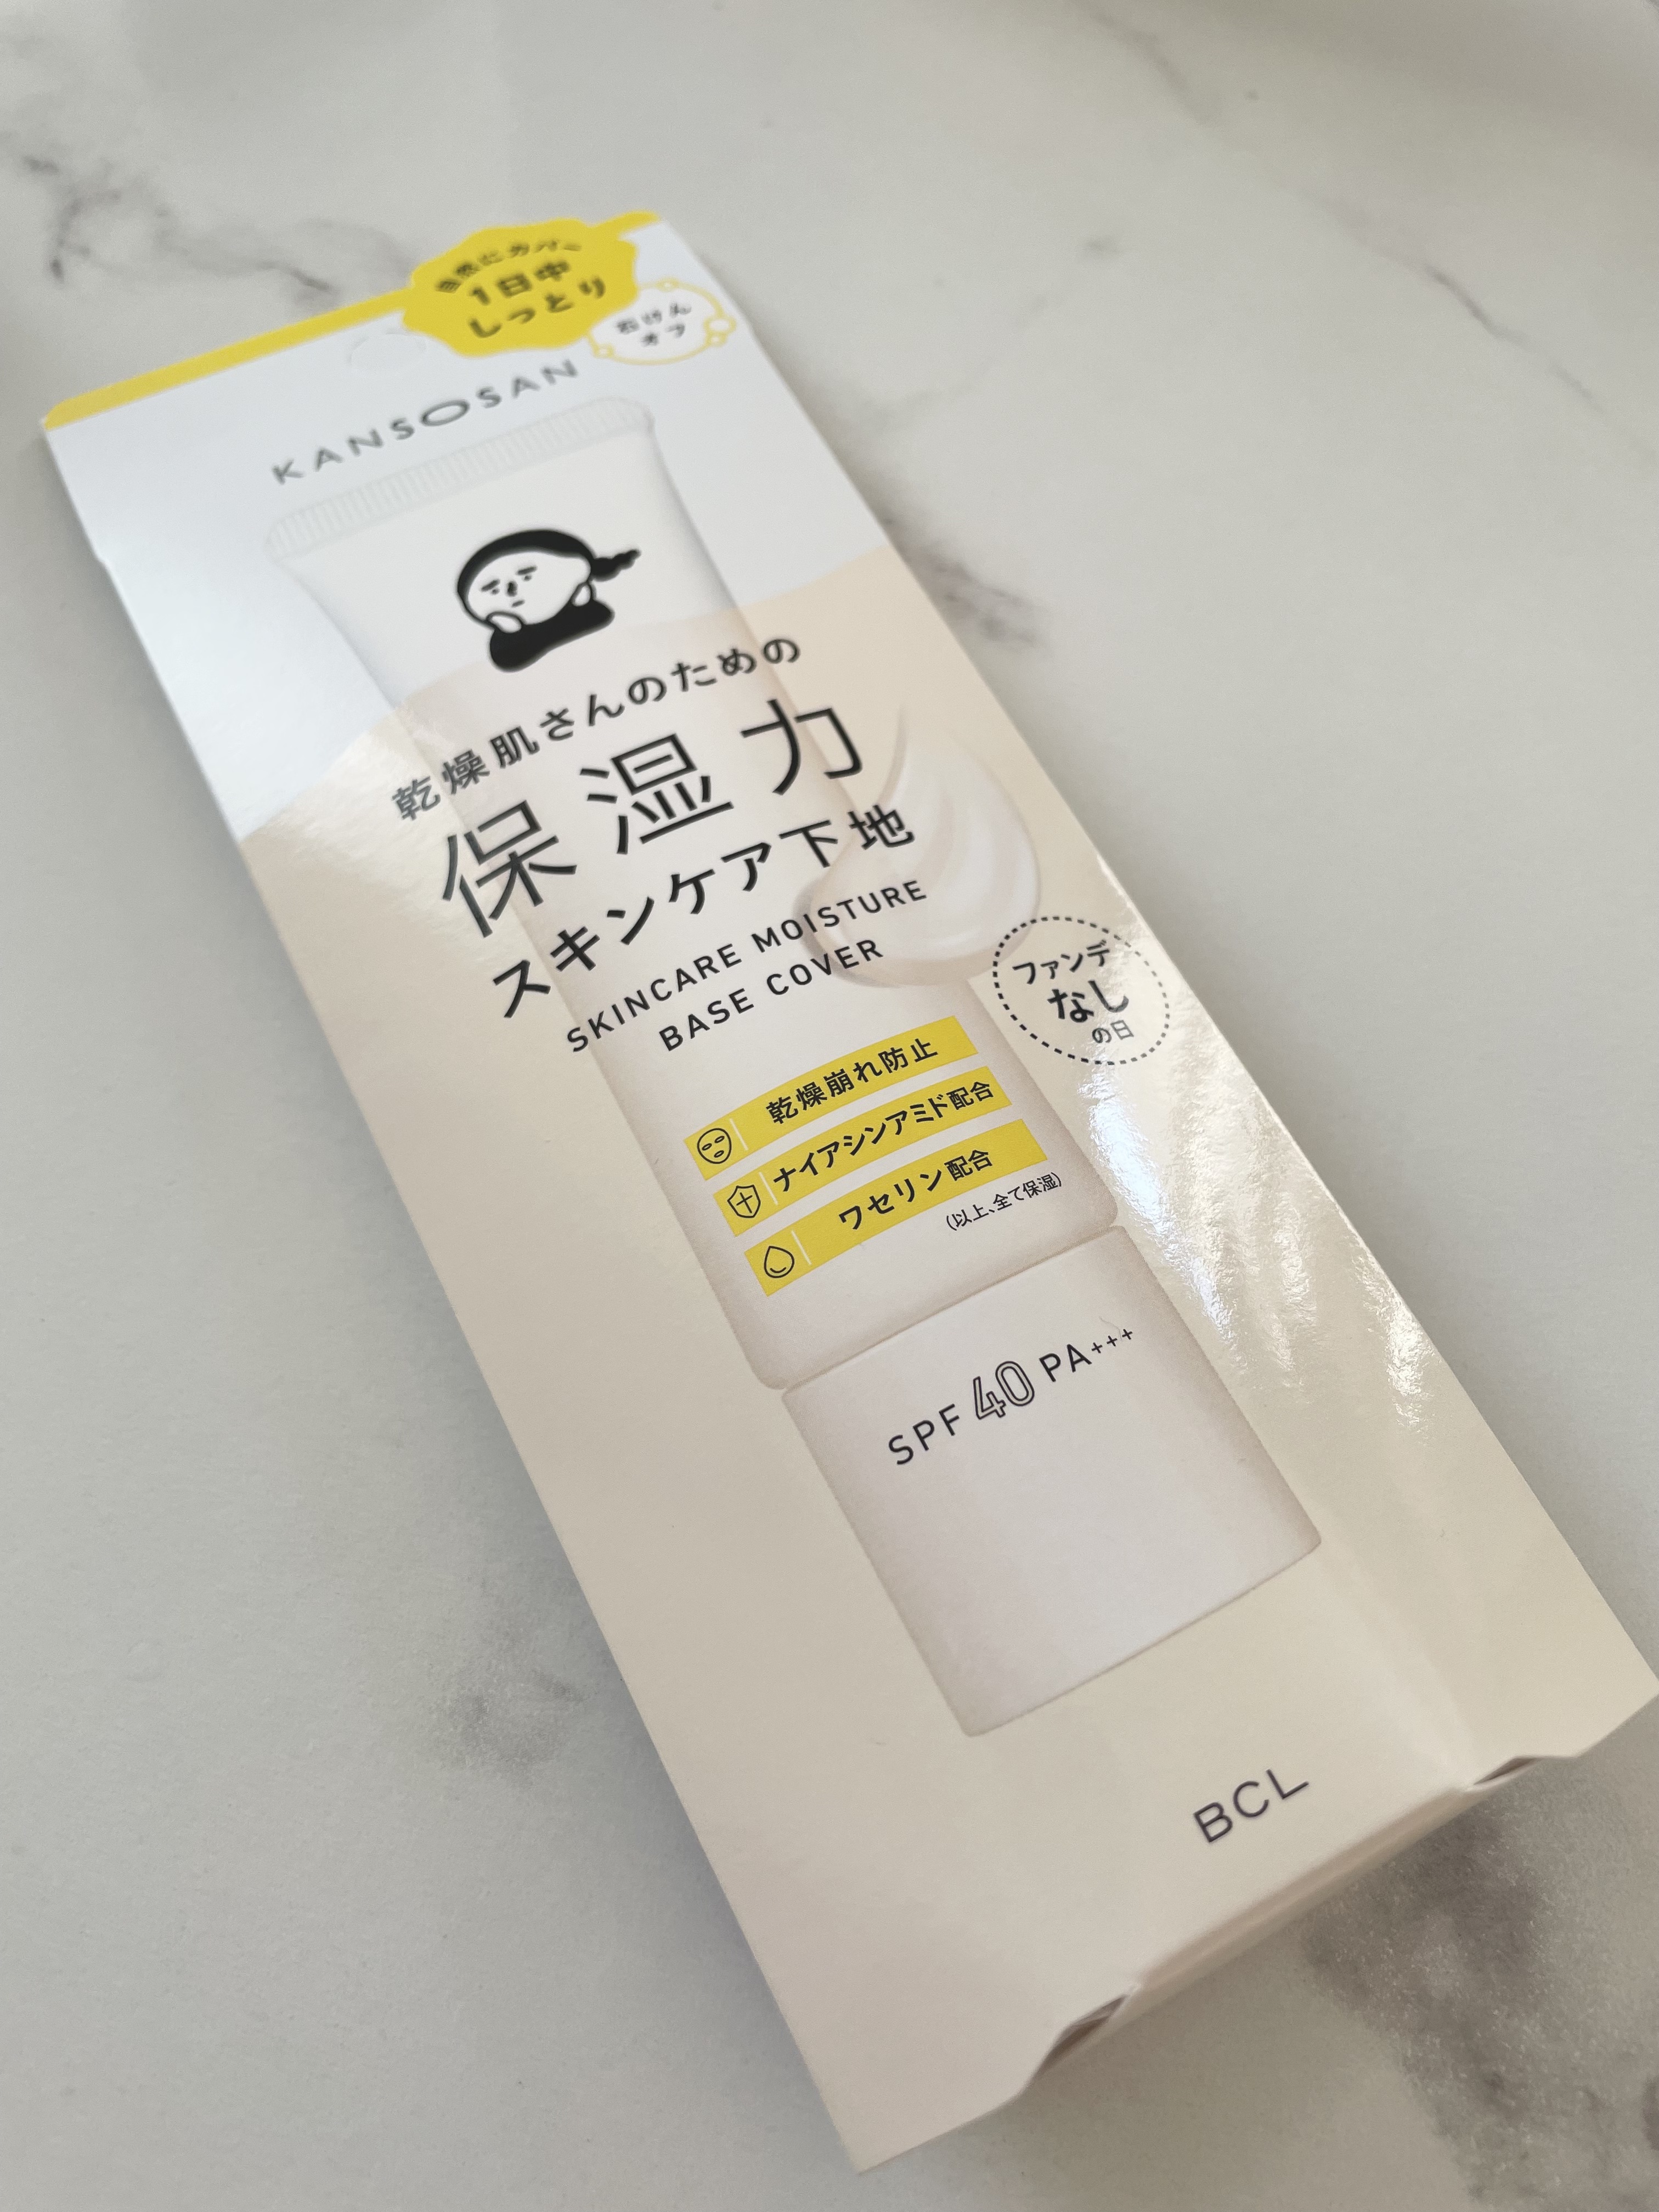 自然にカバー
1日中
しっとり
石けん
オフ
KANSOSAN
乾燥肌さんのための
保湿力
スキンケア下地
SKINCARE MOISTURE
BASE COVER
ファンデ
なし
の日
乾燥崩れ防止
ナイアシンアミド配合
ワセリン配合
(以上、全て保湿)
SPF 40 PA+++
BCL